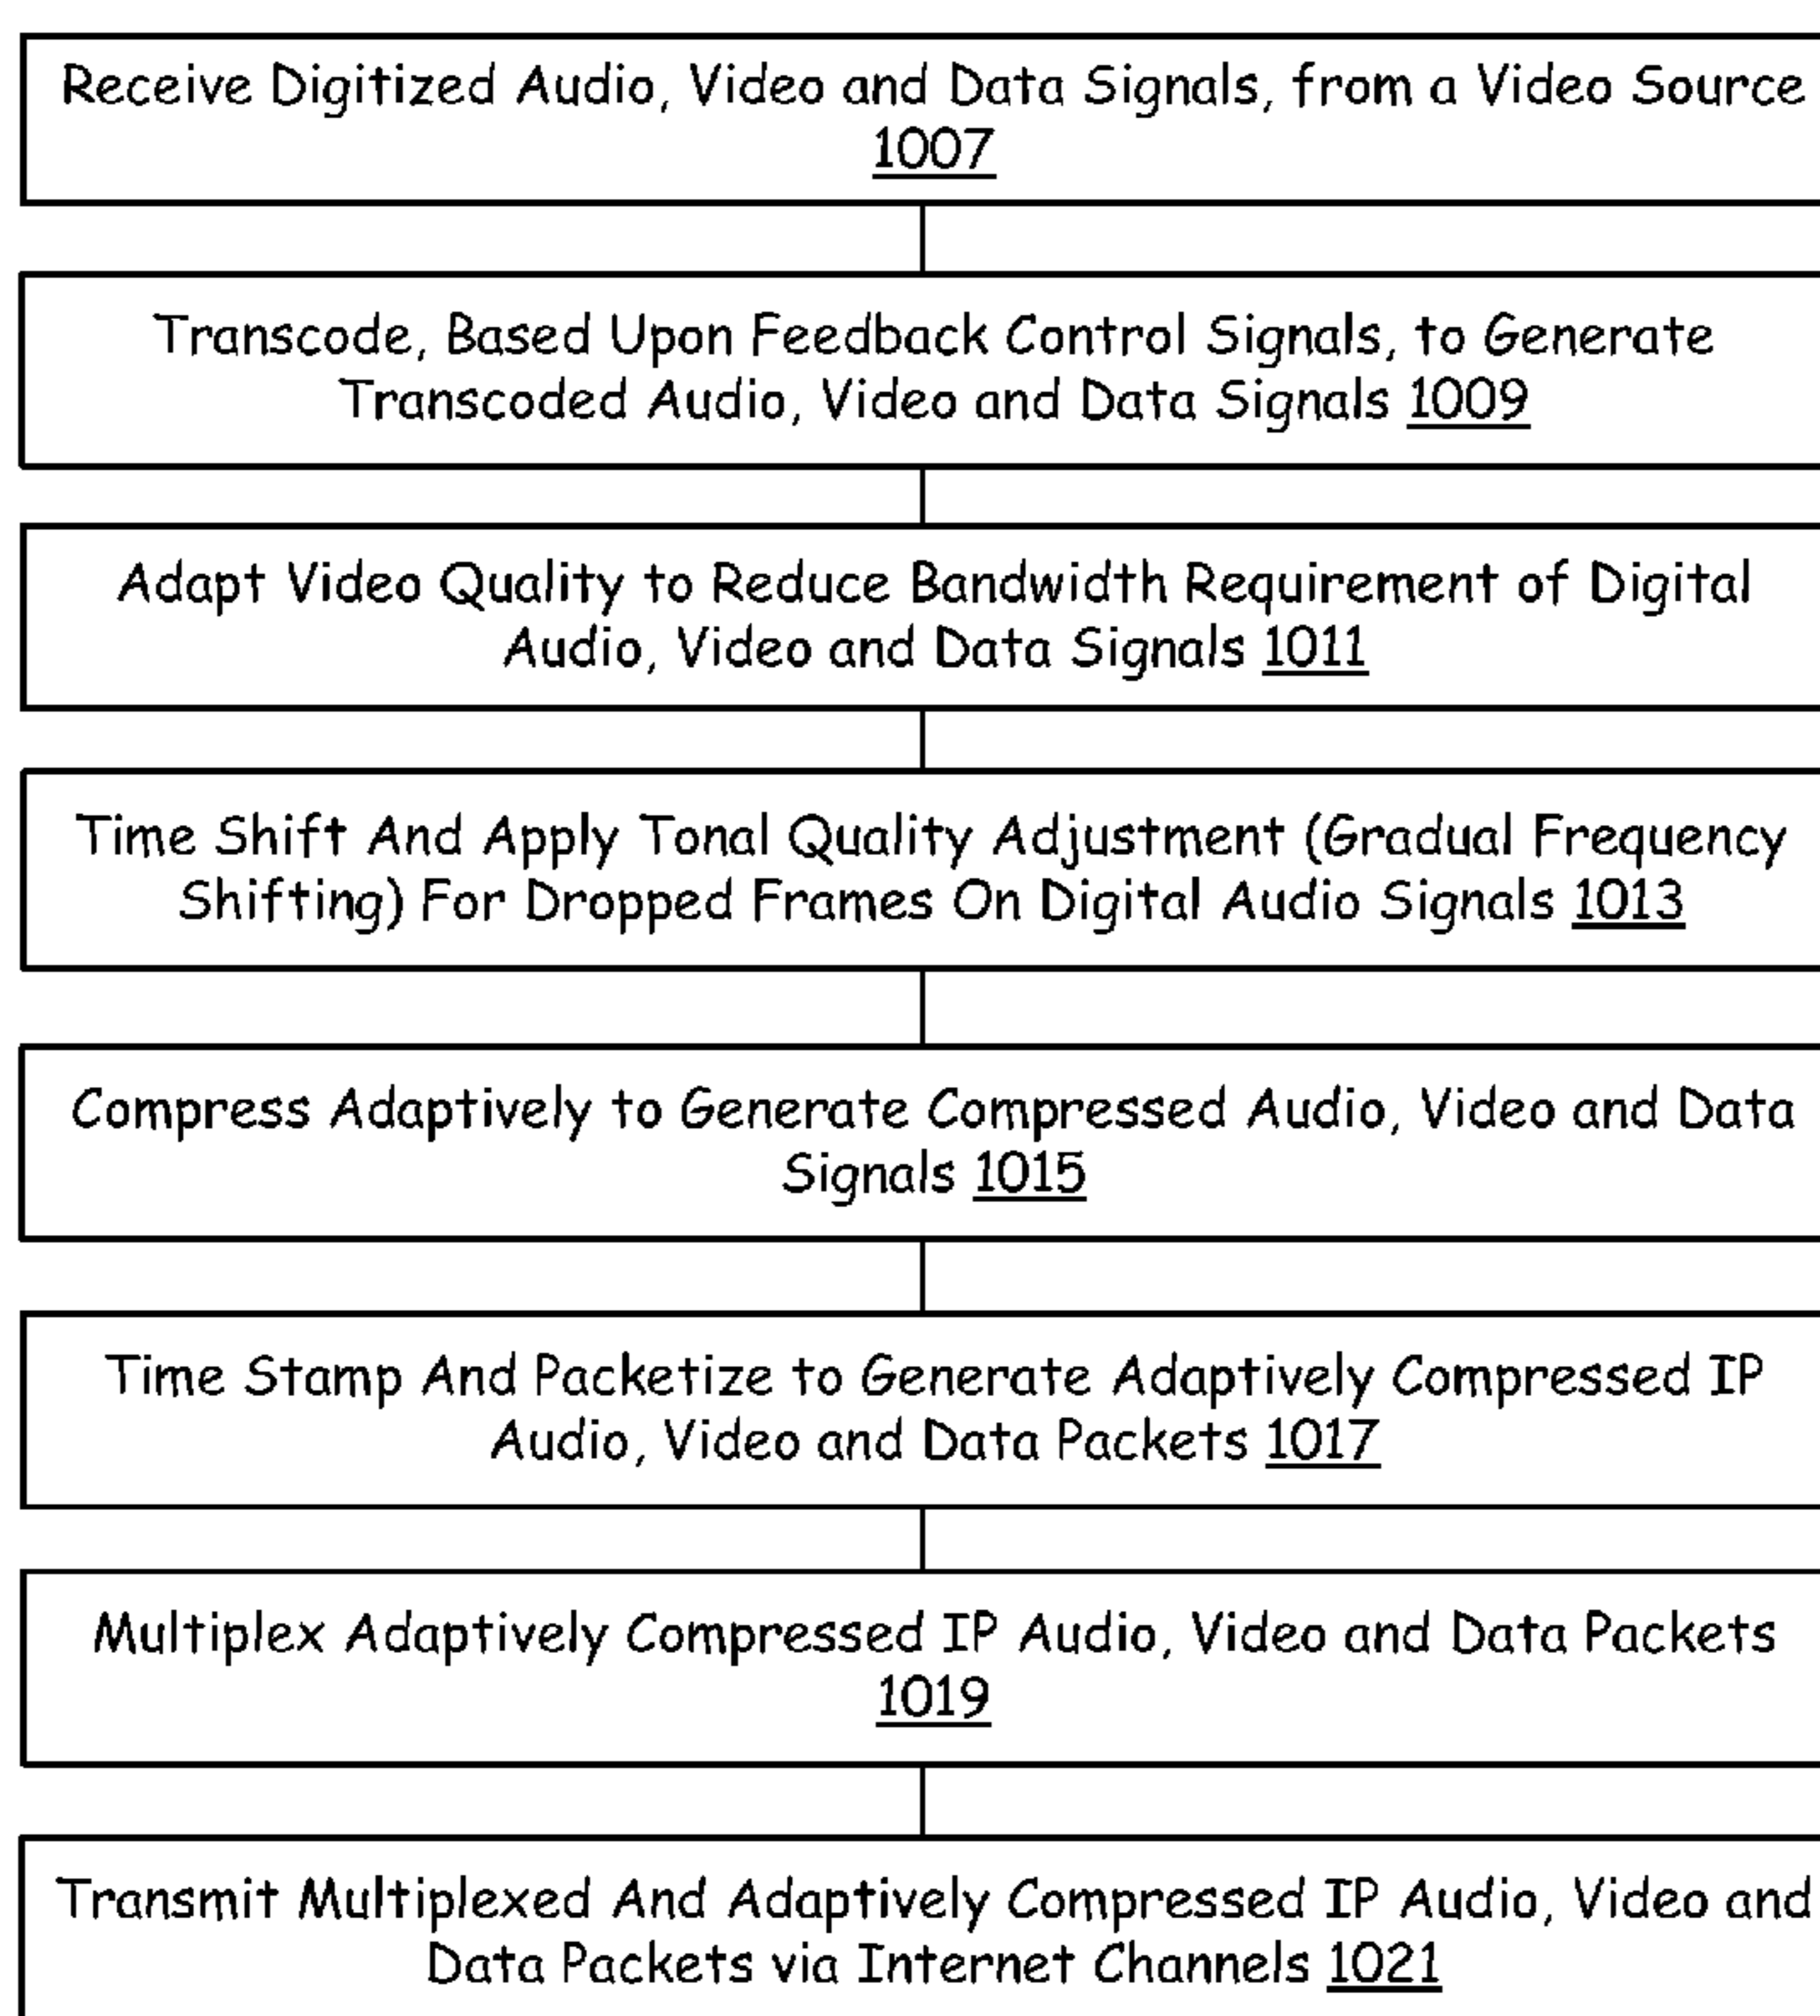 Receive Digitized Audio, Video and Data Signals, from a Video Source
1007
Transcode, Based Upon Feedback Control Signals, to Generate
Transcoded Audio, Video and Data Signals 1009
Adapt Video Quality to Reduce Bandwidth Requirement of Digital
Audio, Video and Data Signals 1011
Time Shift And Apply Tonal Quality Adjustment (Gradual Frequency
Shifting) For Dropped Frames On Digital Audio Signals 1013
Compress Adaptively to Generate Compressed Audio, Video and Data
Signals 1015
Time Stamp And Packetize to Generate Adaptively Compressed IP
Audio, Video and Data Packets 1017
Multiplex Adaptively Compressed IP Audio, Video and Data Packets
1019
Transmit Multiplexed And Adaptively Compressed IP Audio, Video and
Data Packets via Internet Channels 1021